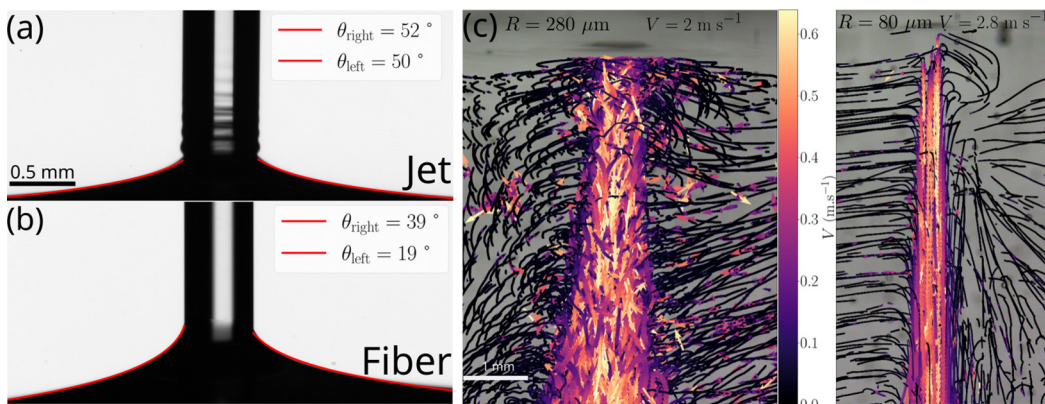 (a)
θright = 52 °
θleft = 50 °
0.5 mm
Jet
(b)
θright = 39 °
θleft = 19 °
Fiber
(c)
R = 280 μm V = 2 m s⁻¹
1 mm
0.6
0.5
0.4
0.3
0.2
0.1
0.0
V (m.s⁻¹)
R = 80 μm V = 2.8 m s⁻¹